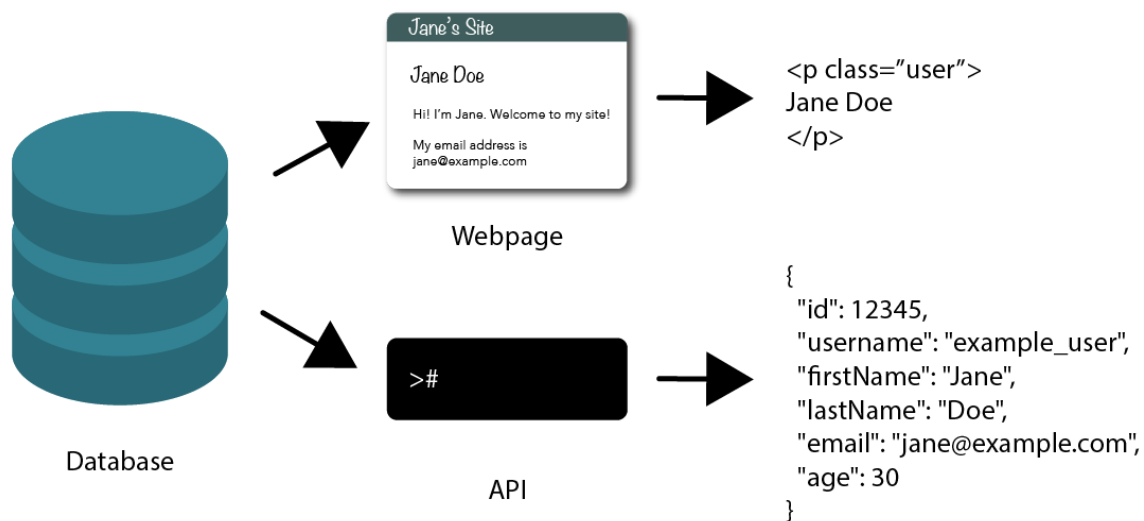 Jane's Site
Jane Doe
Hi! I'm Jane. Welcome to my site!
My email address is
jane@example.com
Webpage
<p class=”user”>
Jane Doe
</p>
Database
>#
API
{
"id": 12345,
"username": "example_user",
"firstName": "Jane",
"lastName": "Doe",
"email": "jane@example.com",
"age": 30
}